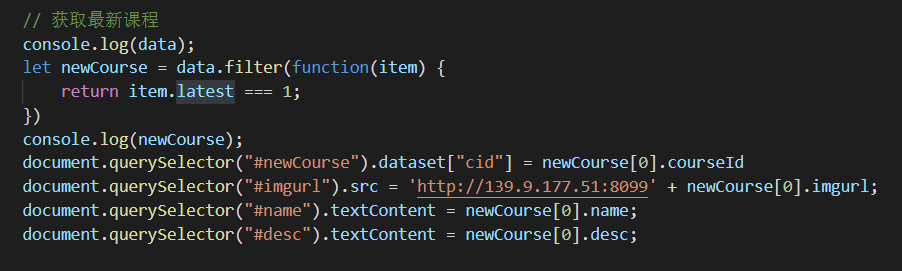 // 获取最新课程
console.log(data);
let newCourse = data.filter(function(item) {
    return item.latest === 1;
})
console.log(newCourse);
document.querySelector("#newCourse").dataset["cid"] = newCourse[0].courseId
document.querySelector("#imgurl").src = 'http://139.9.177.51:8099' + newCourse[0].imgurl;
document.querySelector("#name").textContent = newCourse[0].name;
document.querySelector("#desc").textContent = newCourse[0].desc;